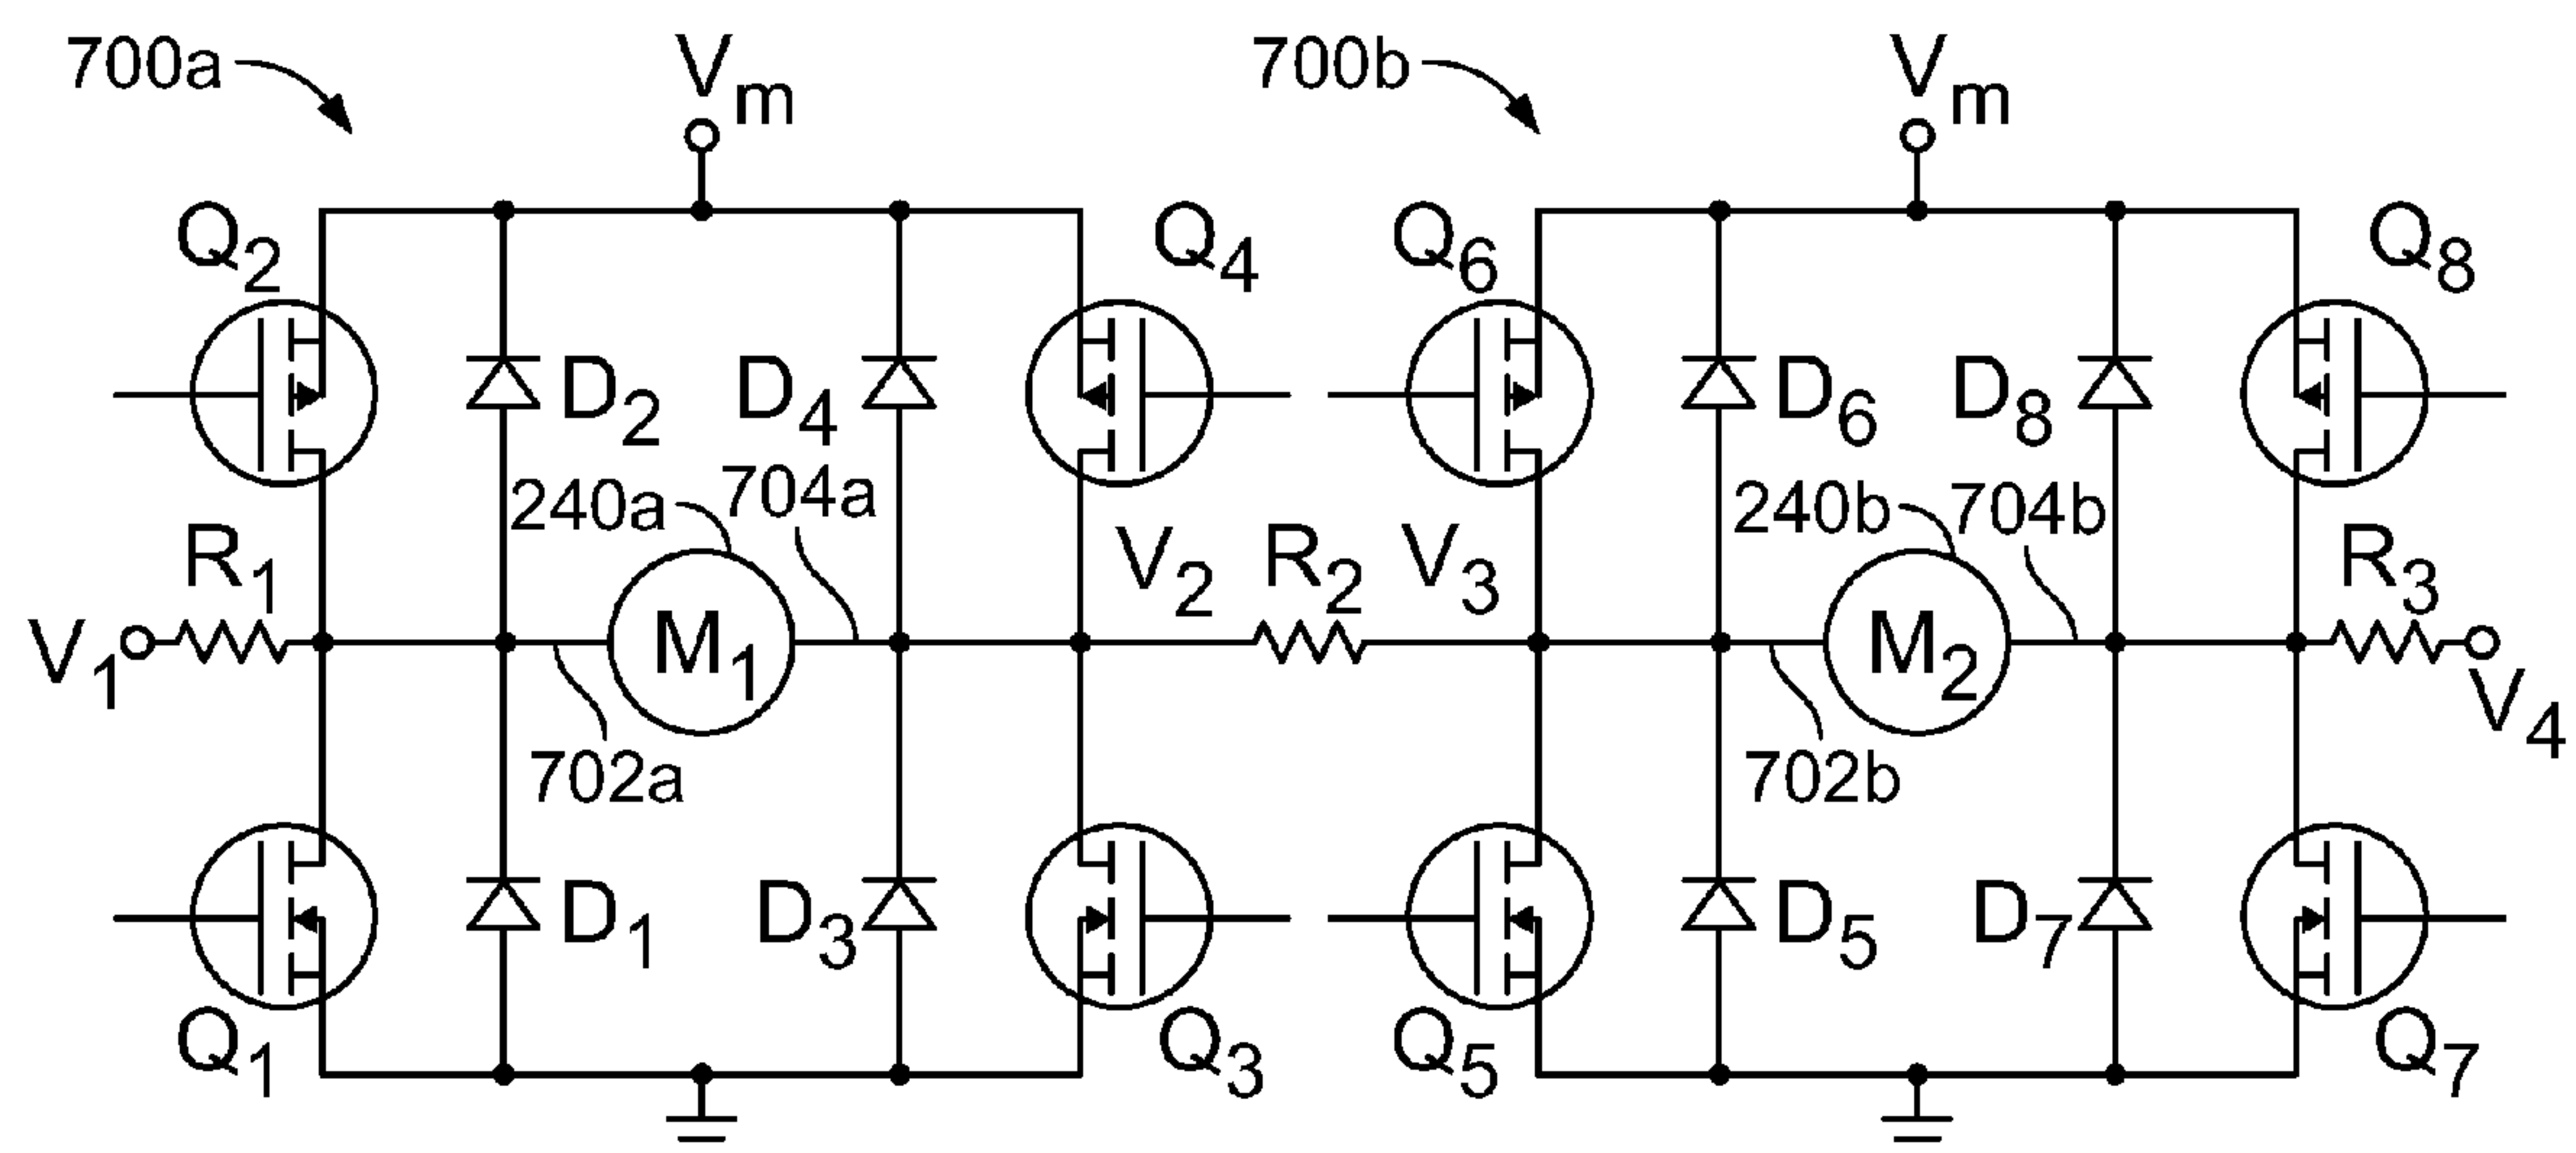 700a
Vm
700b
Vm
Q2
Q4
Q6
Q8
D2
D4
D6
D8
240a
704a
240b
704b
R1
V2
R2
V3
R3
V1
M1
M2
V4
702a
702b
D1
D3
D5
D7
Q1
Q3
Q5
Q7